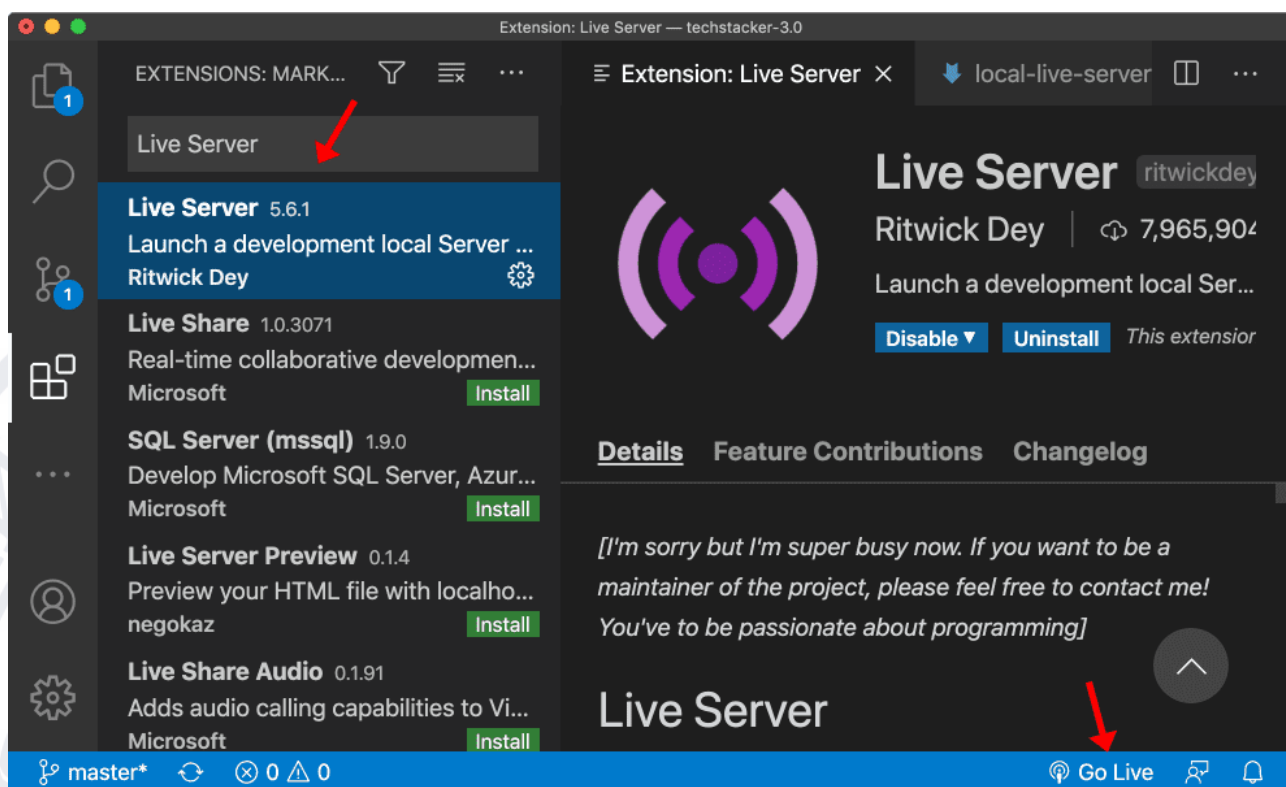 Extension: Live Server — techstacker-3.0
EXTENSIONS: MARK...
Live Server
Live Server 5.6.1
Launch a development local Server ...
Ritwick Dey
Live Share 1.0.3071
Real-time collaborative developmen...
Microsoft Install
SQL Server (mssql) 1.9.0
Develop Microsoft SQL Server, Azur...
Microsoft Install
Live Server Preview 0.1.4
Preview your HTML file with localho...
negokaz Install
Live Share Audio 0.1.91
Adds audio calling capabilities to Vi...
Microsoft Install
Extension: Live Server
local-live-server
Live Server ritwickdey
Ritwick Dey 7,965,904
Launch a development local Ser...
Disable Uninstall This extension
Details Feature Contributions Changelog
[I'm sorry but I'm super busy now. If you want to be a
maintainer of the project, please feel free to contact me!
You've to be passionate about programming]
Live Server
1
1
master* 0 0
Go Live